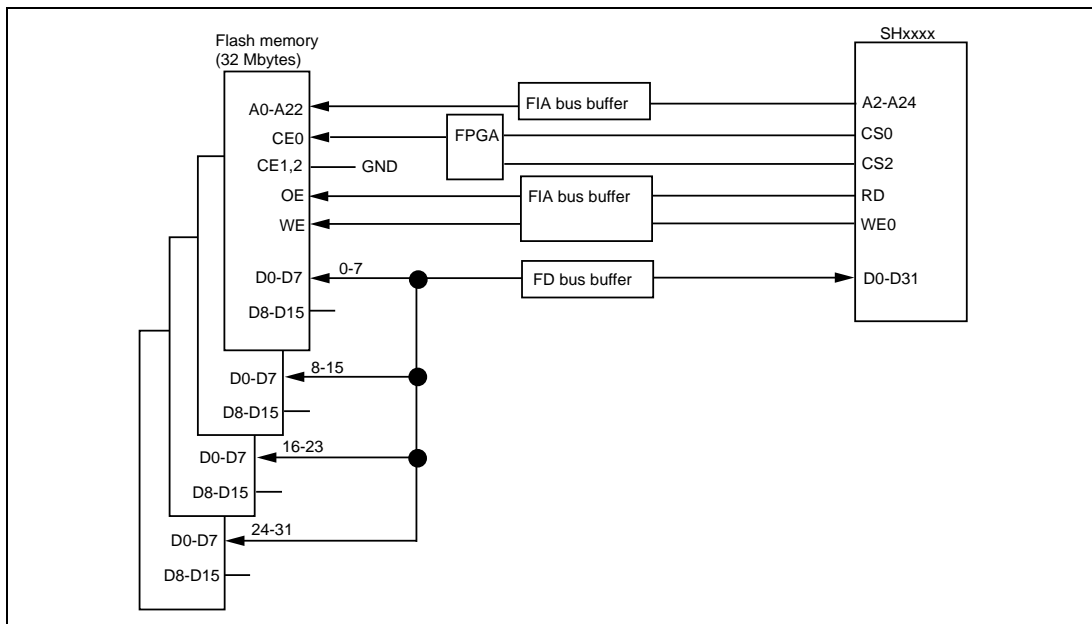 Flash memory
(32 Mbytes)
SHxxxx
A0-A22
FIA bus buffer
A2-A24
CE0
FPGA
CS0
CE1,2
GND
CS2
OE
FIA bus buffer
RD
WE
WE0
D0-D7
0-7
FD bus buffer
D0-D31
D8-D15
D0-D7
8-15
D8-D15
D0-D7
16-23
D8-D15
D0-D7
24-31
D8-D15